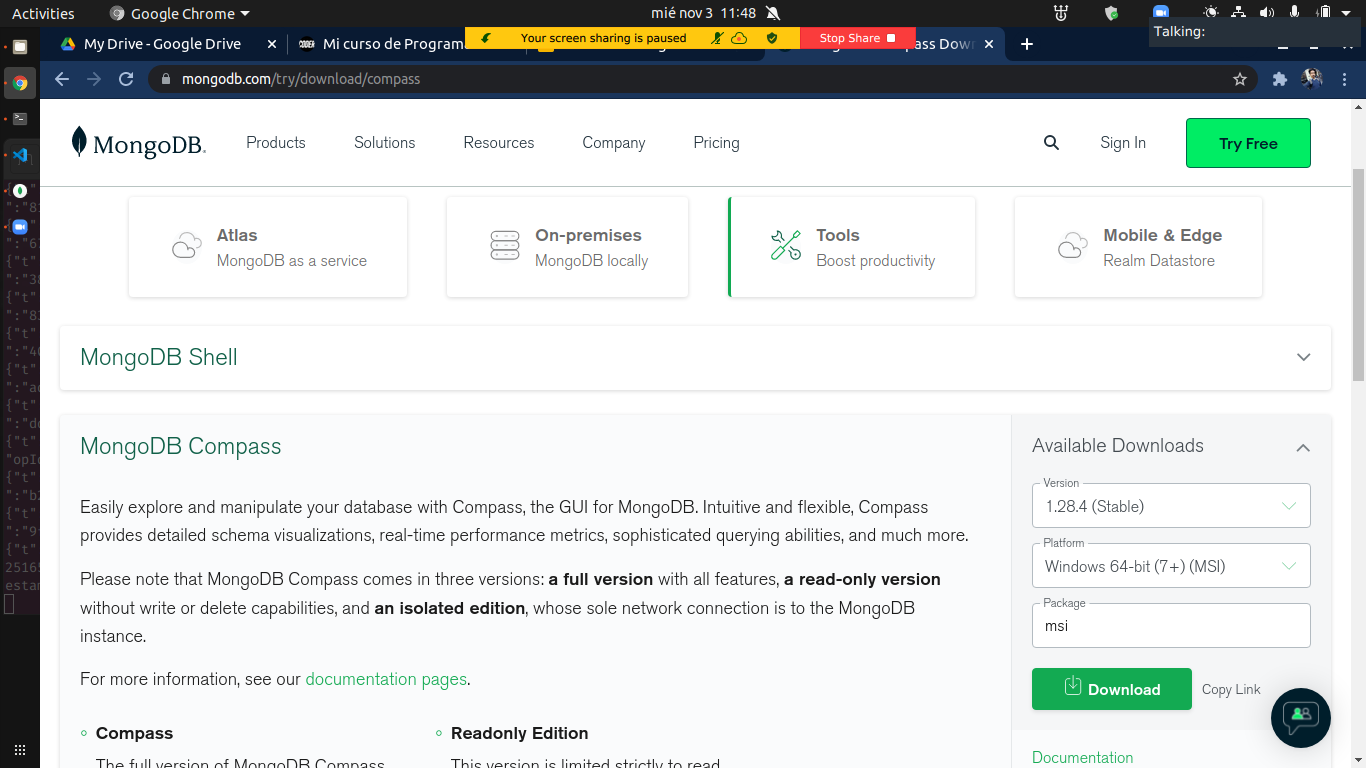 Activities
Google Chrome
mié nov 3 11:48
Your screen sharing is paused
Stop Share
Talking:
My Drive - Google Drive
CODER
Mi curso de Program
pass Dow
mongodb.com/try/download/compass
MongoDB.
Products
Solutions
Resources
Company
Pricing
Sign In
Try Free
Atlas
MongoDB as a service
On-premises
MongoDB locally
Tools
Boost productivity
Mobile & Edge
Realm Datastore
MongoDB Shell
MongoDB Compass
Easily explore and manipulate your database with Compass, the GUI for MongoDB. Intuitive and flexible, Compass
provides detailed schema visualizations, real-time performance metrics, sophisticated querying abilities, and much more.
Please note that MongoDB Compass comes in three versions: a full version with all features, a read-only version
without write or delete capabilities, and an isolated edition, whose sole network connection is to the MongoDB
instance.
For more information, see our documentation pages.
Compass
The full version of MongoDB Compass
Readonly Edition
This version is limited strictly to read
Available Downloads
Version
1.28.4 (Stable)
Platform
Windows 64-bit (7+) (MSI)
Package
msi
Download
Copy Link
Documentation